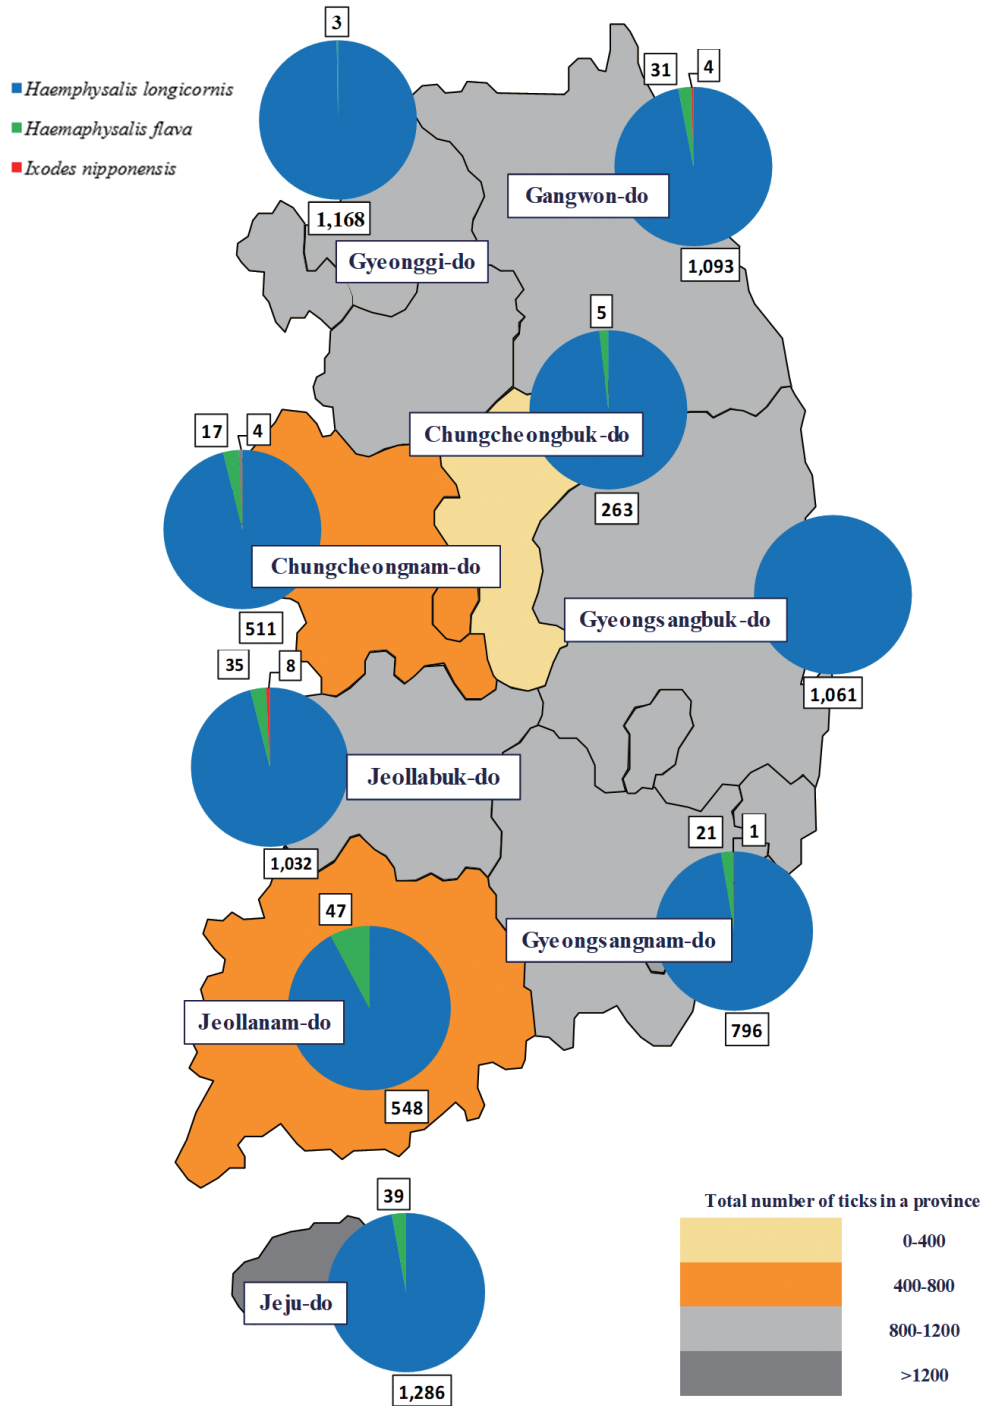 3
Haemphysalis longicornis
Haemaphysalis flava
Ixodes nipponensis
1,168
Gyeonggi-do
31
4
Gangwon-do
1,093
5
Chungcheongbuk-do
263
17
4
Chungcheongnam-do
511
Gyeongsangbuk-do
1,061
35
8
Jeollabuk-do
1,032
21
1
Gyeongsangnam-do
796
47
Jeollanam-do
548
39
Jeju-do
1,286
Total number of ticks in a province
0-400
400-800
800-1200
>1200